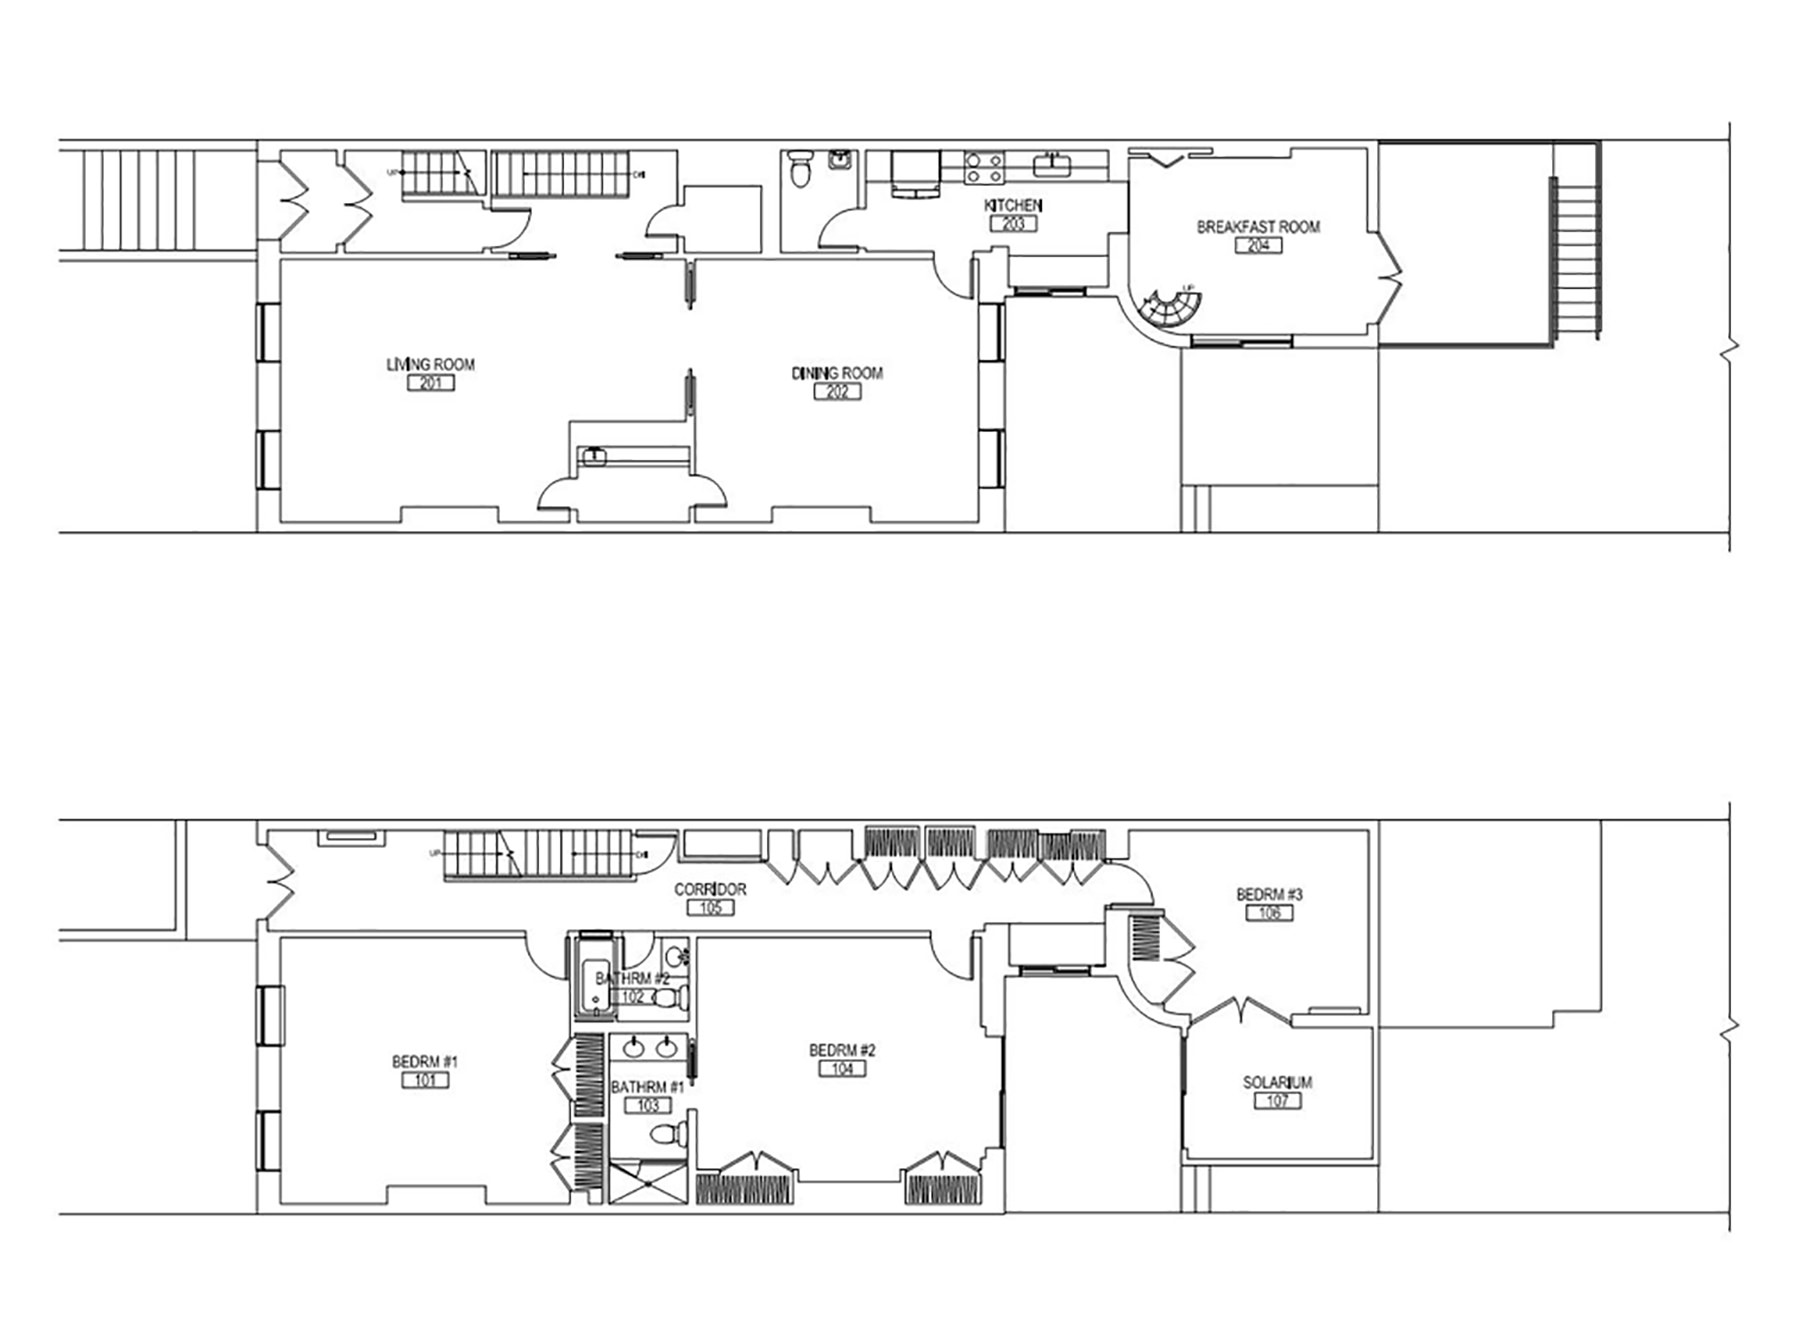 UP
DN
KITCHEN
203
BREAKFAST ROOM
204
UP
LIVING ROOM
201
DINING ROOM
202
UP
DN
CORRIDOR
105
BEDRM #3
106
BATHRM #2
102
BEDRM #1
101
BEDRM #2
104
BATHRM #1
103
SOLARIUM
107